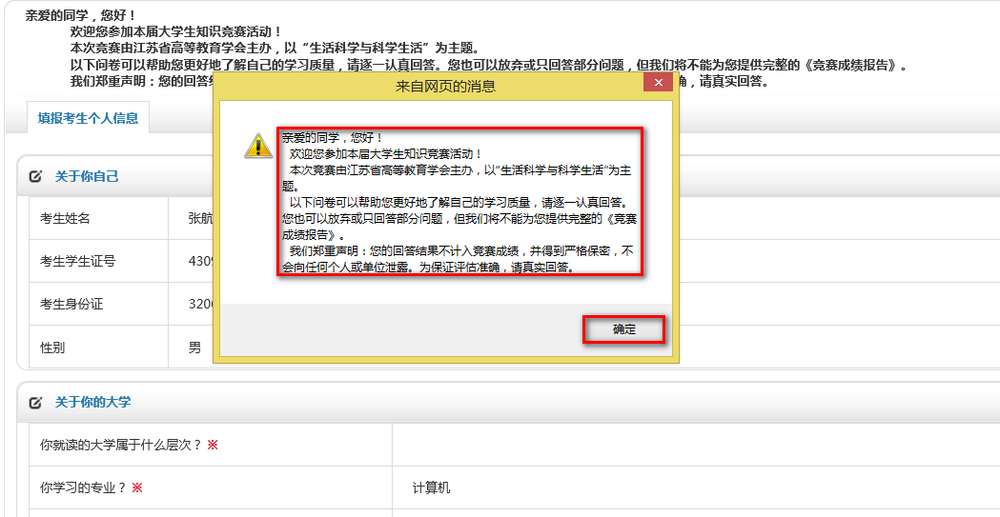 亲爱的同学，您好！
欢迎您参加本届大学生知识竞赛活动！
本次竞赛由江苏省高等教育学会主办，以“生活科学与科学生活”为主题。
以下问卷可以帮助您更好地了解自己的学习质量，请逐一认真回答。您也可以放弃或只回答部分问题，但我们将不能为您提供完整的《竞赛成绩报告》。
我们郑重声明：您的回答 确，请真实回答。
来自网页的消息
填报考生个人信息
亲爱的同学，您好！
欢迎您参加本届大学生知识竞赛活动！
本次竞赛由江苏省高等教育学会主办，以“生活科学与科学生活”为主
题。
以下问卷可以帮助您更好地了解自己的学习质量，请逐一认真回答。
您也可以放弃或只回答部分问题，但我们将不能为您提供完整的《竞赛
成绩报告》。
我们郑重声明：您的回答结果不计入竞赛成绩，并得到严格保密，不
会向任何个人或单位泄露。为保证评估准确，请真实回答。
确定
关于你自己
考生姓名 张航
考生学生证号 4309
考生身份证 320
性别 男
关于你的大学
你就读的大学属于什么层次？ ※
你学习的专业？ ※ 计算机